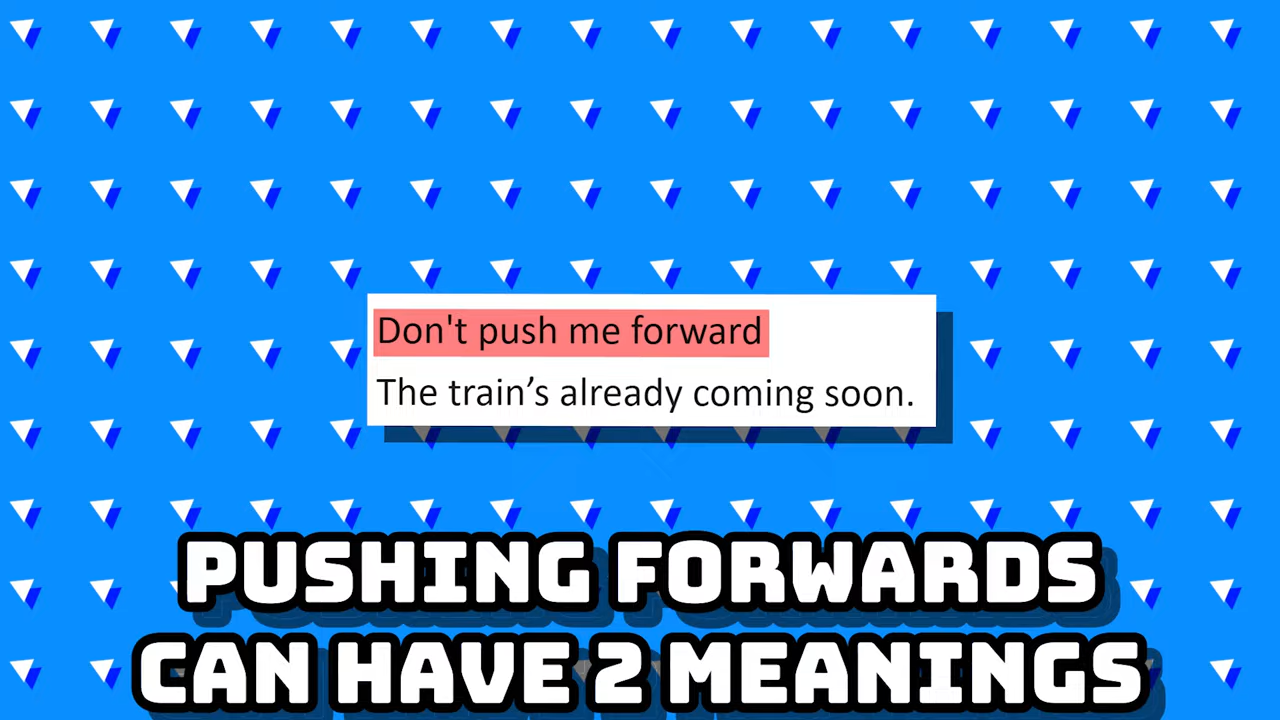 Don't push me forward
The train’s already coming soon.
PUSHING FORWARDS
CAN HAVE 2 MEANINGS